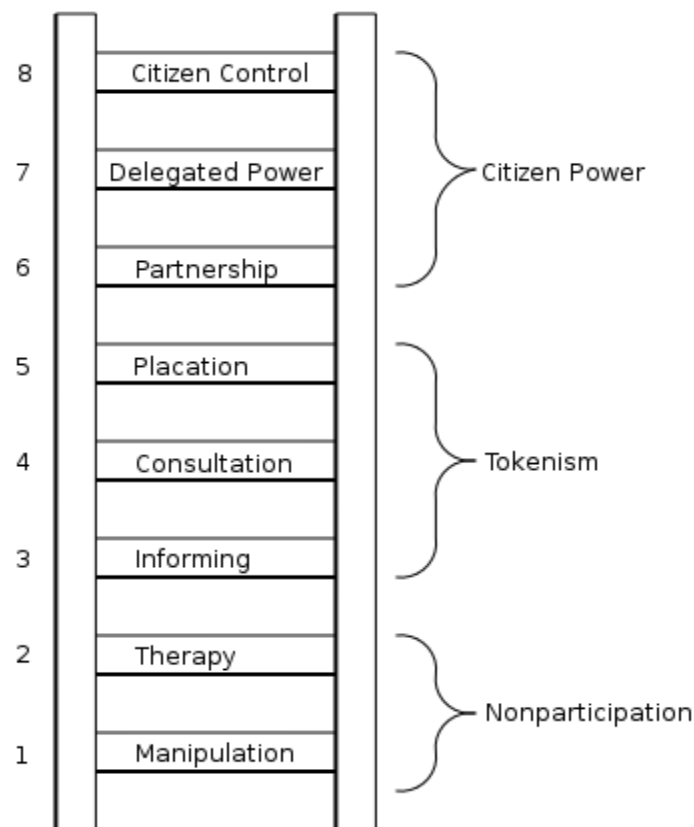 8 Citizen Control
7 Delegated Power
Citizen Power
6 Partnership
5 Placation
4 Consultation
Tokenism
3 Informing
2 Therapy
Nonparticipation
1 Manipulation